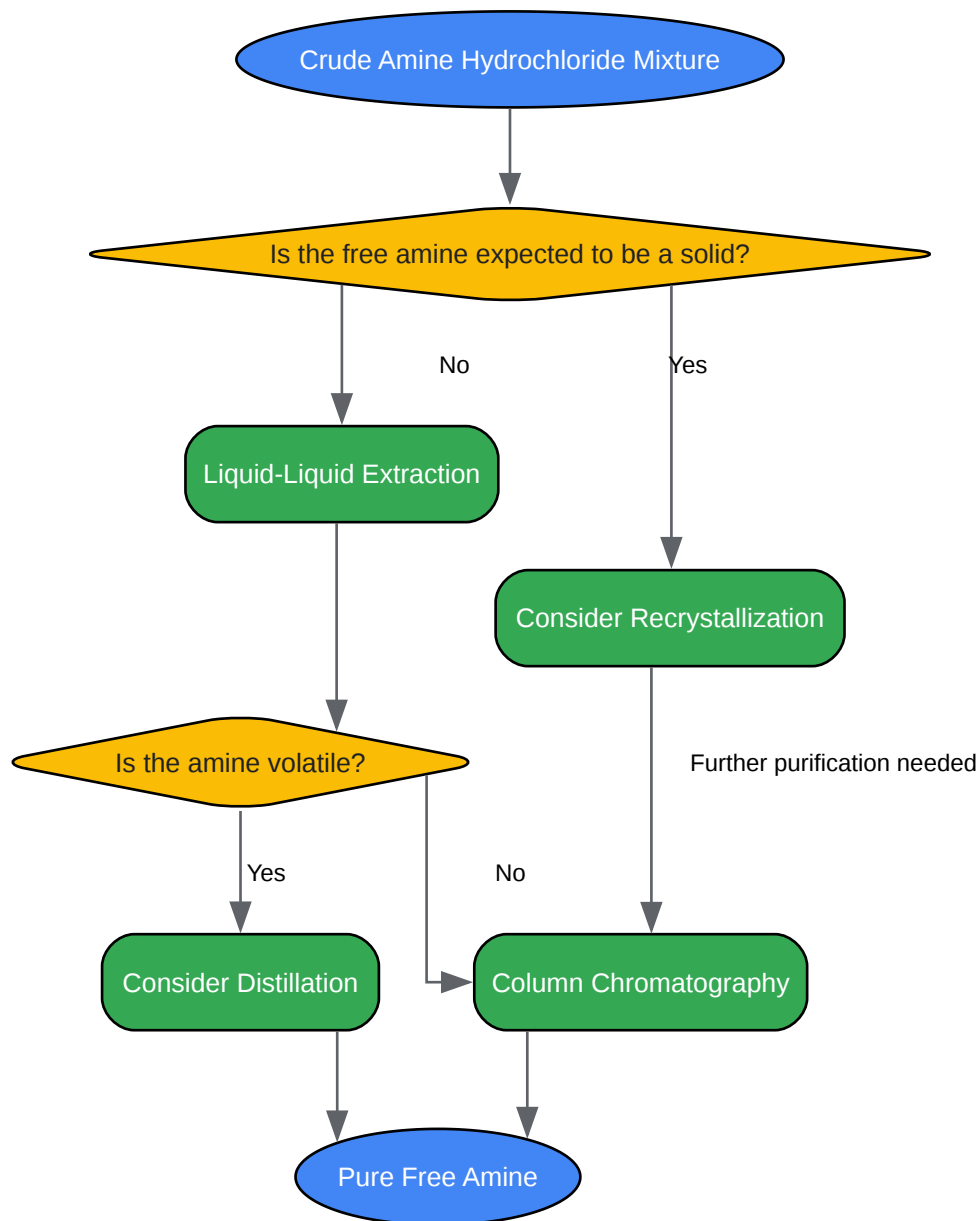 Crude Amine Hydrochloride Mixture
Is the free amine expected to be a solid?
No
Yes
Liquid-Liquid Extraction
Consider Recrystallization
Is the amine volatile?
Further purification needed
Yes
No
Consider Distillation
Column Chromatography
Pure Free Amine